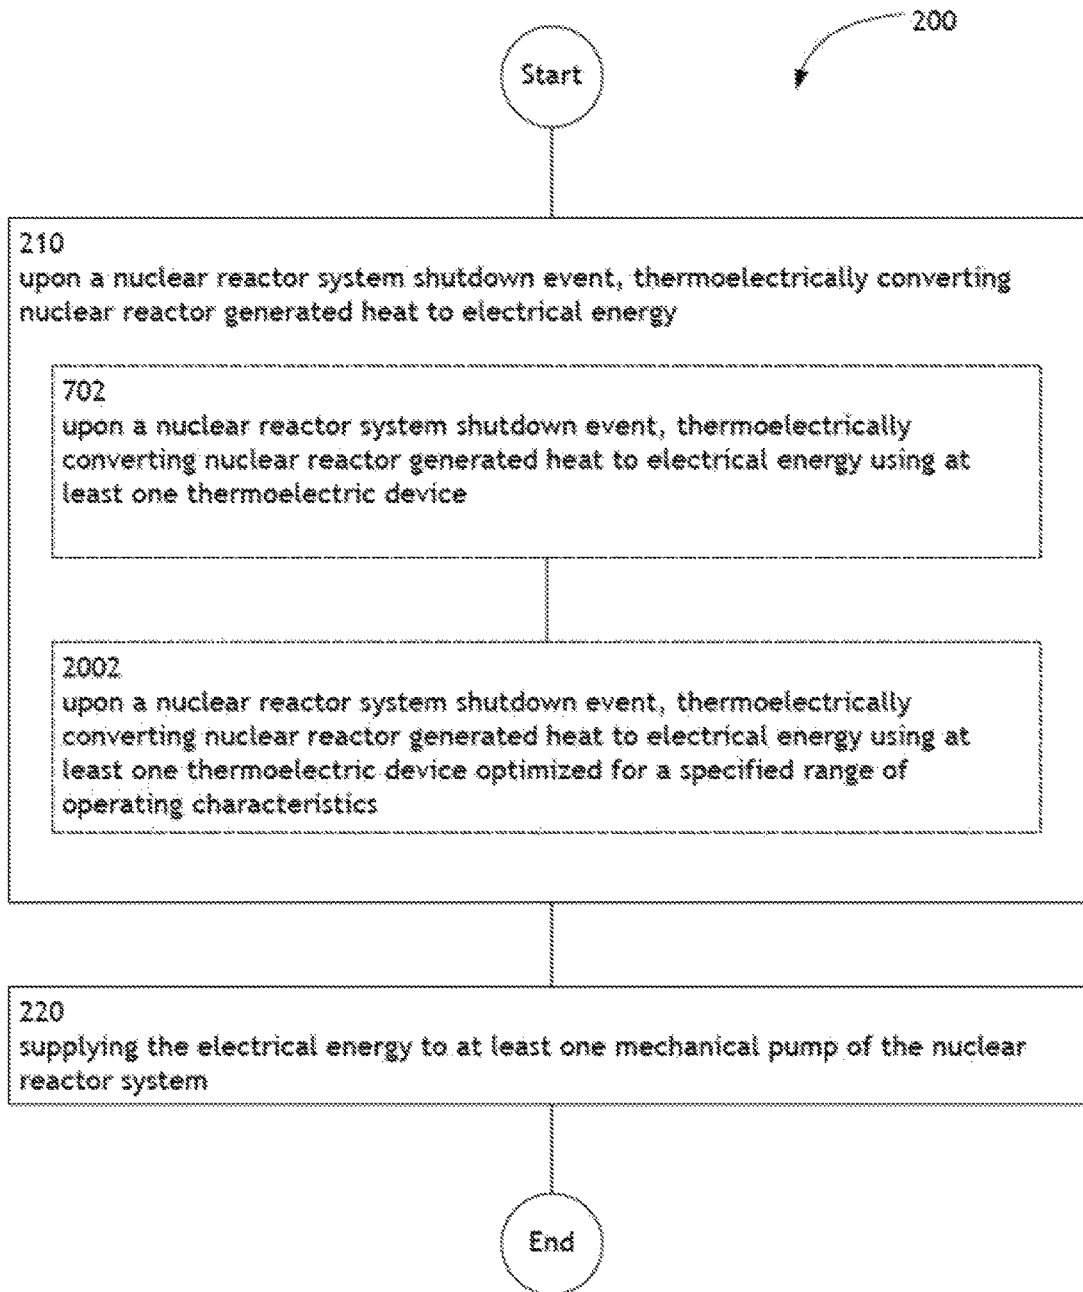 200
Start
210
upon a nuclear reactor system shutdown event, thermoelectrically converting
nuclear reactor generated heat to electrical energy
702
upon a nuclear reactor system shutdown event, thermoelectrically
converting nuclear reactor generated heat to electrical energy using at
least one thermoelectric device
2002
upon a nuclear reactor system shutdown event, thermoelectrically
converting nuclear reactor generated heat to electrical energy using at
least one thermoelectric device optimized for a specified range of
operating characteristics
220
supplying the electrical energy to at least one mechanical pump of the nuclear
reactor system
End